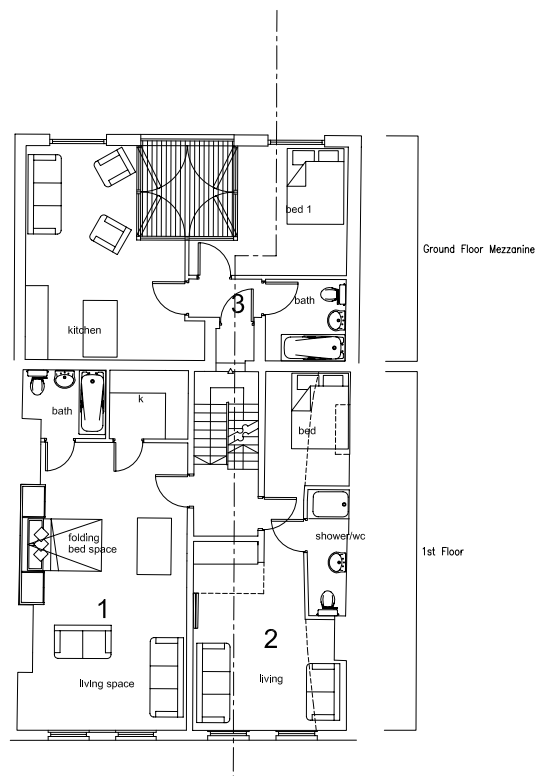 bed 1
Ground Floor Mezzanine
3
bath
kitchen
k
bath
bed
folding
bed space
shower/wc
1st Floor
1
2
living space
living